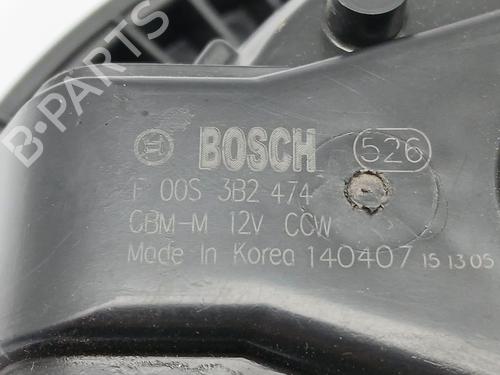 B-PARTS
BOSCH 526
F 00S 3B2 474
CBM-M 12V CCW
Made In Korea 140407 15 13 05